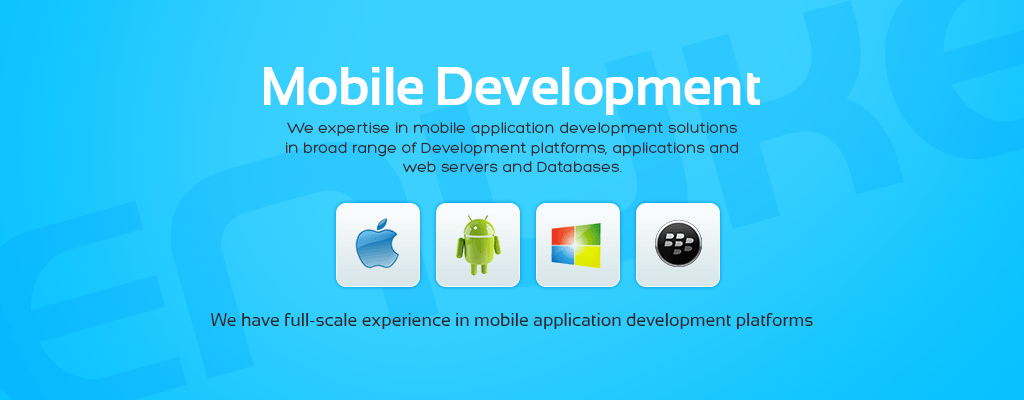 ENUKE
Mobile Development
We expertise in mobile application development solutions
in broad range of Development platforms, applications and
web servers and Databases.
We have full-scale experience in mobile application development platforms